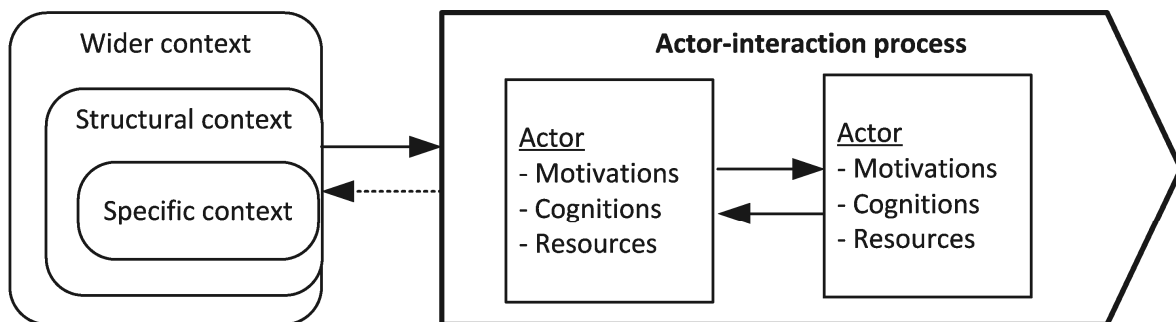 Wider context
Structural context
Specific context
Actor-interaction process
Actor
- Motivations
- Cognitions
- Resources
Actor
- Motivations
- Cognitions
- Resources